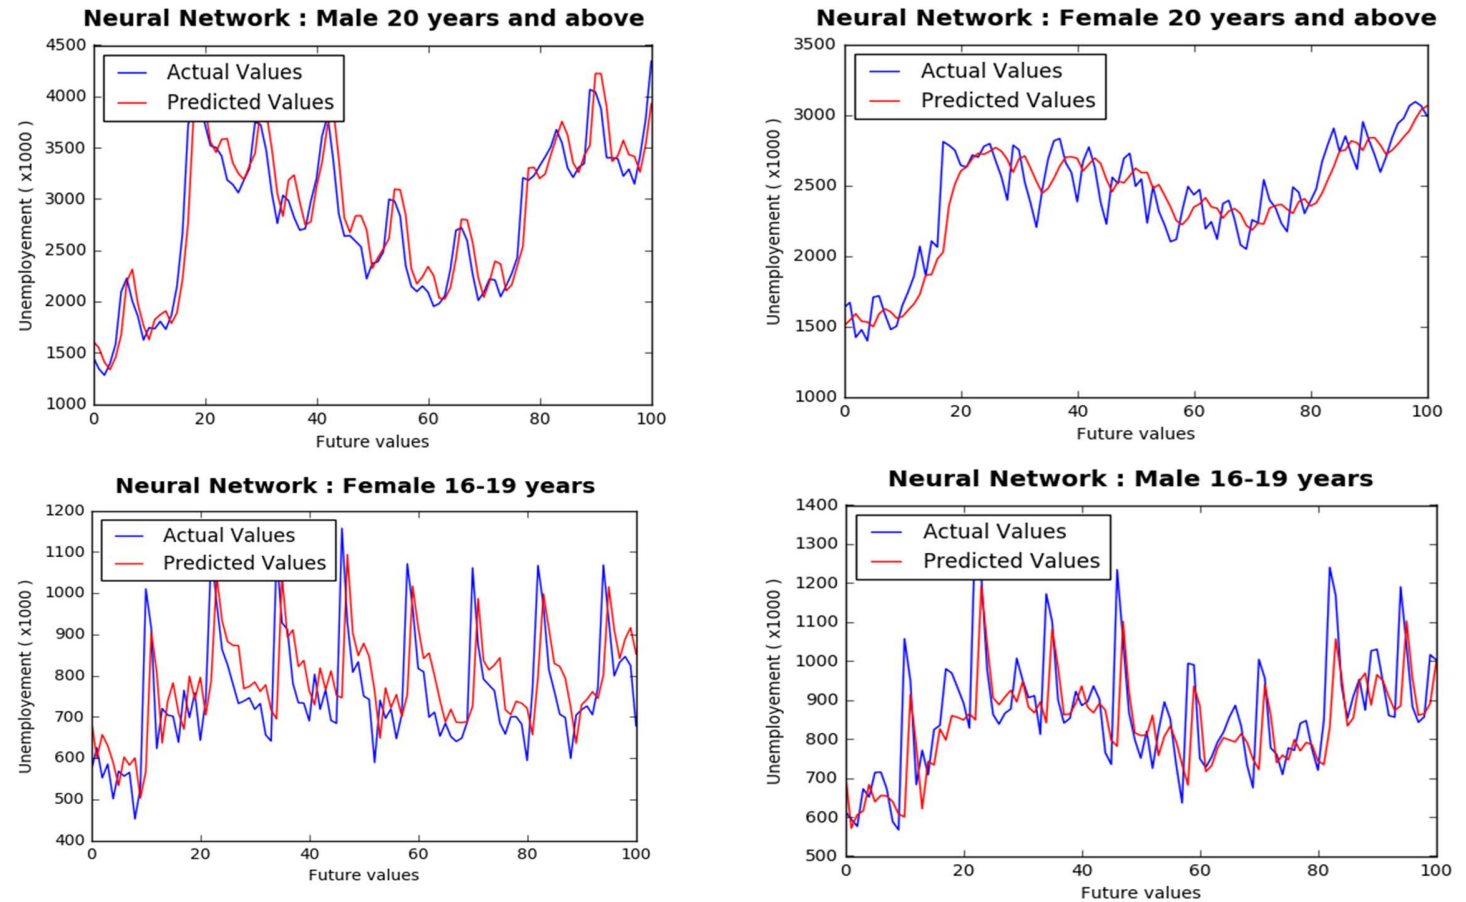 Neural Network : Male 20 years and above
4500
4000
3500
3000
2500
2000
1500
1000
Unemployement ( x1000 )
Actual Values
Predicted Values
0 20 40 60 80 100
Future values
Neural Network : Female 20 years and above
3500
3000
2500
2000
1500
1000
Unemployement ( x1000 )
Actual Values
Predicted Values
0 20 40 60 80 100
Future values
Neural Network : Female 16-19 years
1200
1100
1000
900
800
700
600
500
400
Unemployement ( x1000 )
Actual Values
Predicted Values
0 20 40 60 80 100
Future values
Neural Network : Male 16-19 years
1400
1300
1200
1100
1000
900
800
700
600
500
Unemployement ( x1000 )
Actual Values
Predicted Values
0 20 40 60 80 100
Future values